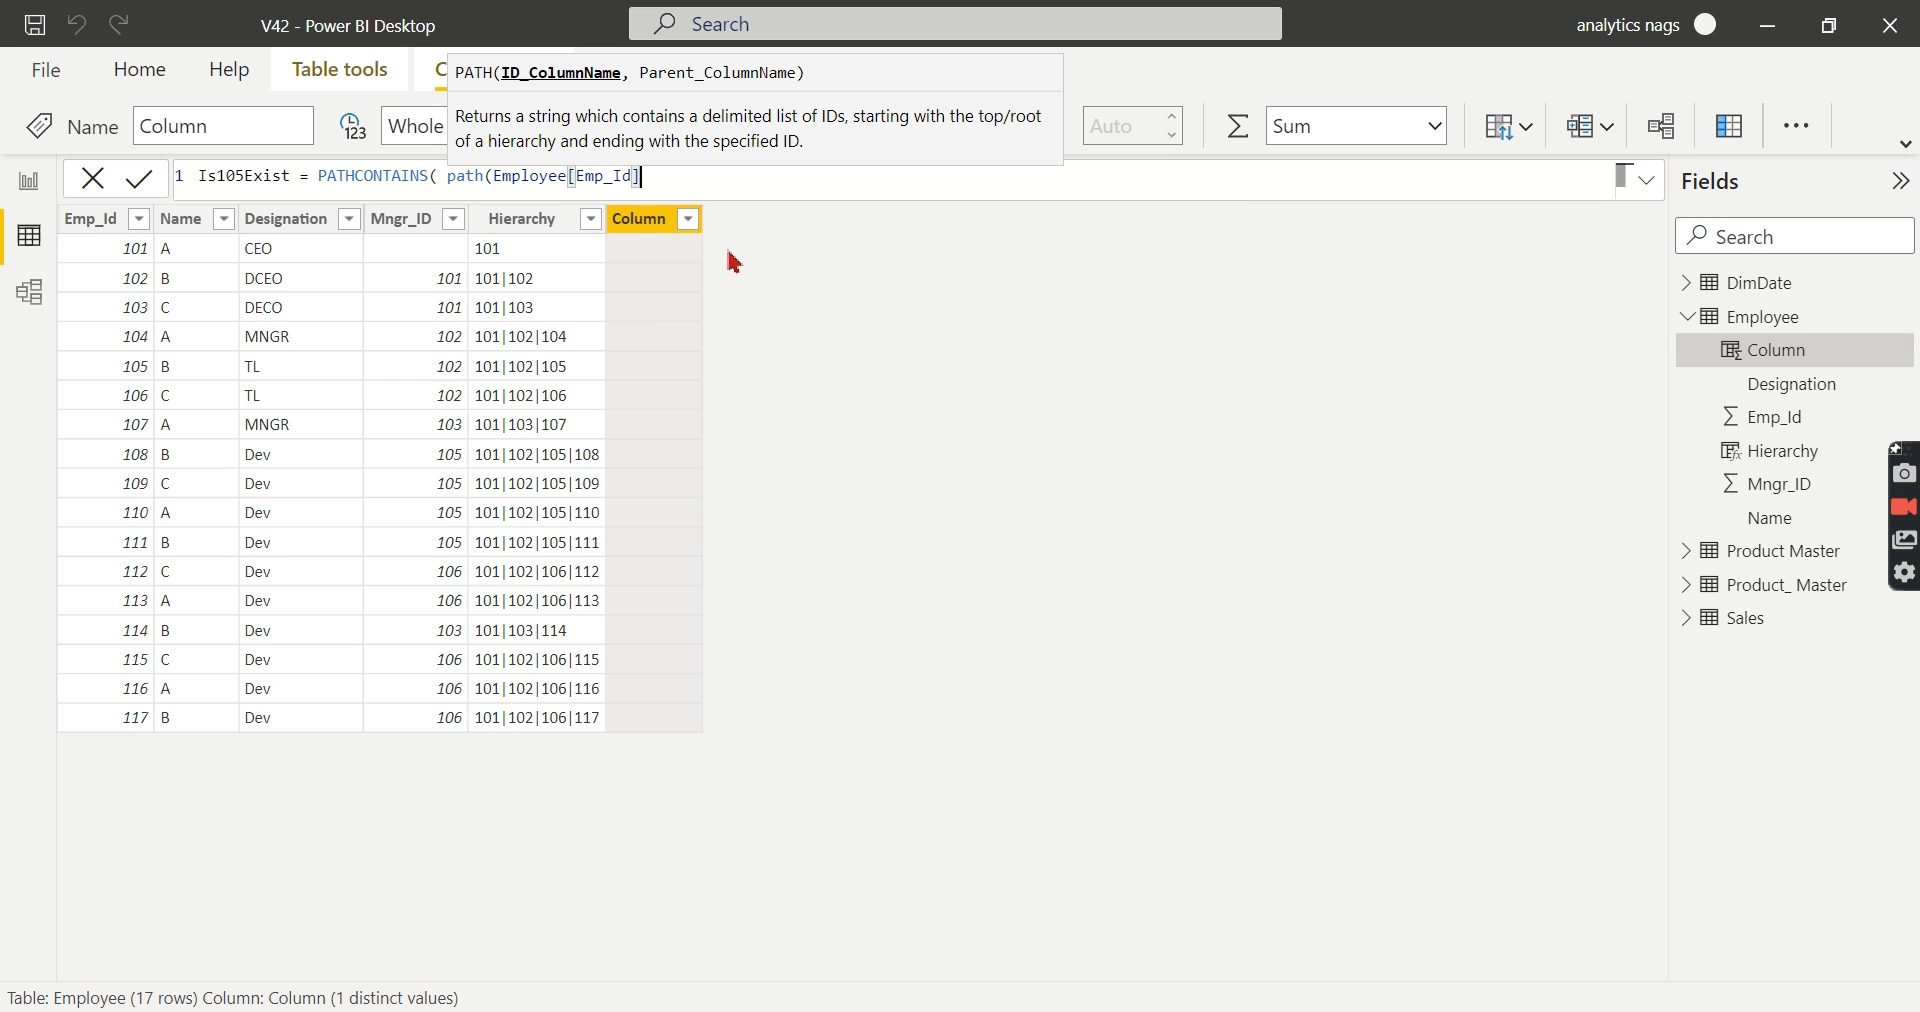 V42 - Power BI Desktop
Search
analytics nags
File
Home
Help
Table tools
C
PATH(ID_ColumnName, Parent_ColumnName)
Returns a string which contains a delimited list of IDs, starting with the top/root
of a hierarchy and ending with the specified ID.
Name
Column
123
Whole
Auto
Sum
1 Is105Exist = PATHCONTAINS( path(Employee[Emp_Id]
Fields
Emp_Id Name Designation Mngr_ID Hierarchy Column
101 A CEO 101
102 B DCEO 101 101|102
103 C DECO 101 101|103
104 A MNGR 102 101|102|104
105 B TL 102 101|102|105
106 C TL 102 101|102|106
107 A MNGR 103 101|103|107
108 B Dev 105 101|102|105|108
109 C Dev 105 101|102|105|109
110 A Dev 105 101|102|105|110
111 B Dev 105 101|102|105|111
112 C Dev 106 101|102|106|112
113 A Dev 106 101|102|106|113
114 B Dev 103 101|103|114
115 C Dev 106 101|102|106|115
116 A Dev 106 101|102|106|116
117 B Dev 106 101|102|106|117
Search
DimDate
Employee
Column
Designation
Emp_Id
Hierarchy
Mngr_ID
Name
Product Master
Product_ Master
Sales
Table: Employee (17 rows) Column: Column (1 distinct values)